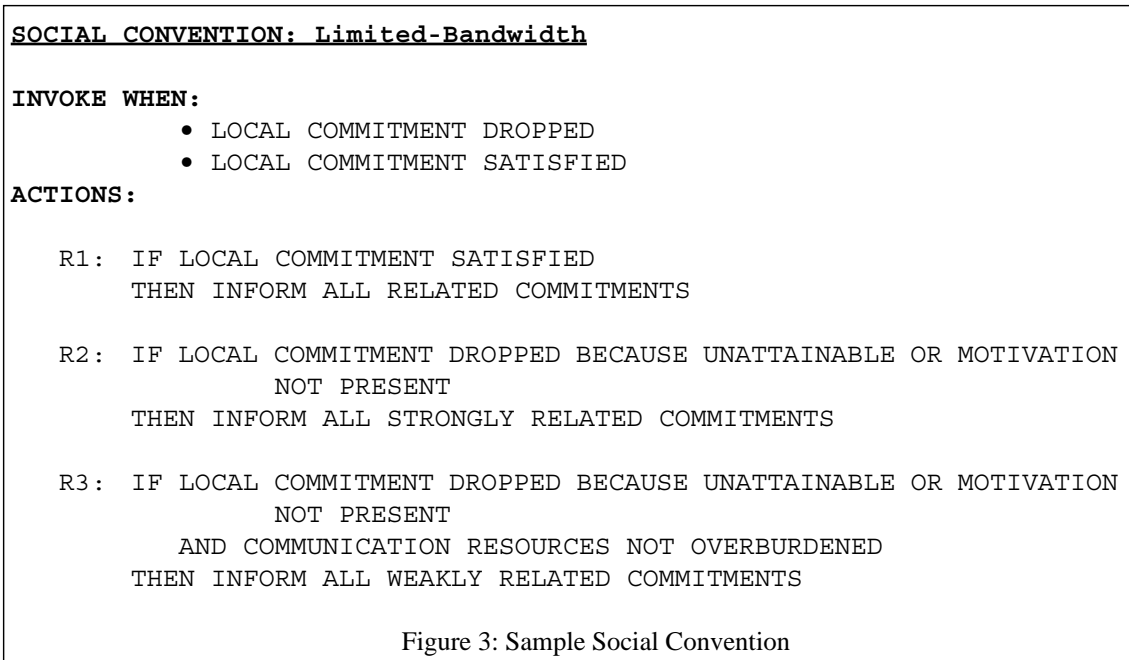 SOCIAL CONVENTION: Limited-Bandwidth
INVOKE WHEN:
• LOCAL COMMITMENT DROPPED
• LOCAL COMMITMENT SATISFIED
ACTIONS:
R1: IF LOCAL COMMITMENT SATISFIED
THEN INFORM ALL RELATED COMMITMENTS
R2: IF LOCAL COMMITMENT DROPPED BECAUSE UNATTAINABLE OR MOTIVATION
NOT PRESENT
THEN INFORM ALL STRONGLY RELATED COMMITMENTS
R3: IF LOCAL COMMITMENT DROPPED BECAUSE UNATTAINABLE OR MOTIVATION
NOT PRESENT
AND COMMUNICATION RESOURCES NOT OVERBURDENED
THEN INFORM ALL WEAKLY RELATED COMMITMENTS
Figure 3: Sample Social Convention